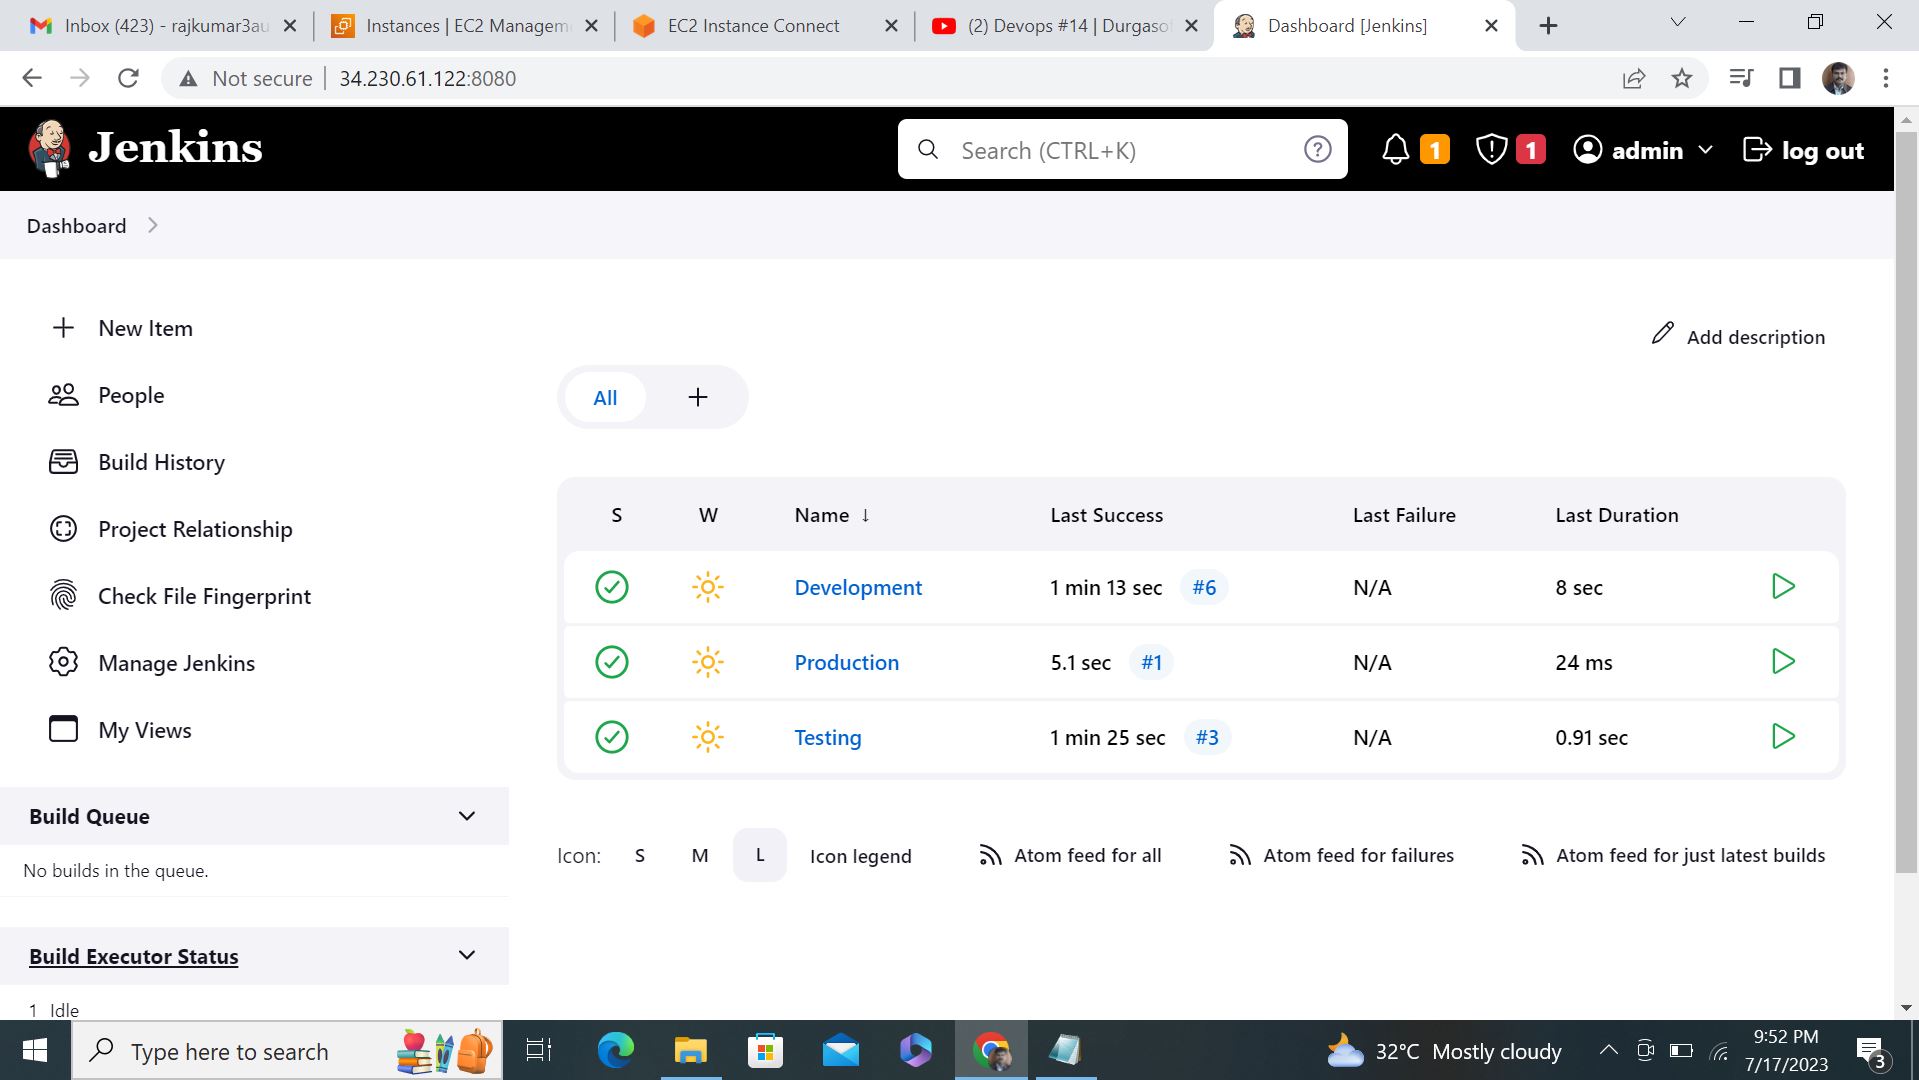 Inbox (423) - rajkumar3au
Instances | EC2 Manageme
EC2 Instance Connect
(2) Devops #14 | Durgasof
Dashboard [Jenkins]
Not secure
34.230.61.122:8080
Jenkins
Search (CTRL+K)
1
1
admin
log out
Dashboard
New Item
People
Build History
Project Relationship
Check File Fingerprint
Manage Jenkins
My Views
Build Queue
No builds in the queue.
Build Executor Status
1 Idle
Add description
All
S W Name ↓ Last Success Last Failure Last Duration
Development 1 min 13 sec #6 N/A 8 sec
Production 5.1 sec #1 N/A 24 ms
Testing 1 min 25 sec #3 N/A 0.91 sec
Icon: S M L Icon legend Atom feed for all Atom feed for failures Atom feed for just latest builds
Type here to search
32°C Mostly cloudy
9:52 PM
7/17/2023
3